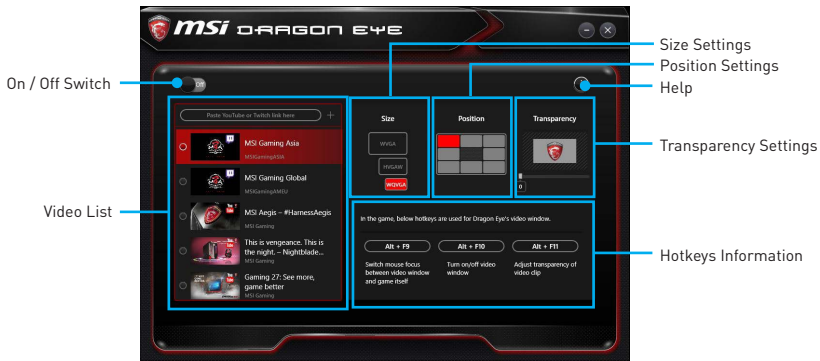 msi DRAGON EYE
Size Settings
Position Settings
Help
On / Off Switch
Off
Paste YouTube or Twitch link here
Size
Position
Transparency
WVGA
HVGAW
WQVGA
0
Transparency Settings
MSI Gaming Asia
MSIGamingASIA
MSI Gaming Global
MSIGamingAMBV
Video List
MSI Aegis – #HarnessAegis
MSI Gaming
This is vengeance. This is
the night. – Nightblade...
MSI Gaming
Gaming 27: See more,
game better
MSI Gaming
In the game, below hotkeys are used for Dragon Eye's video window.
Alt + F9
Alt + F10
Alt + F11
Switch mouse focus
between video window
and game itself
Turn on/off video
window
Adjust transparency of
video clip
Hotkeys Information